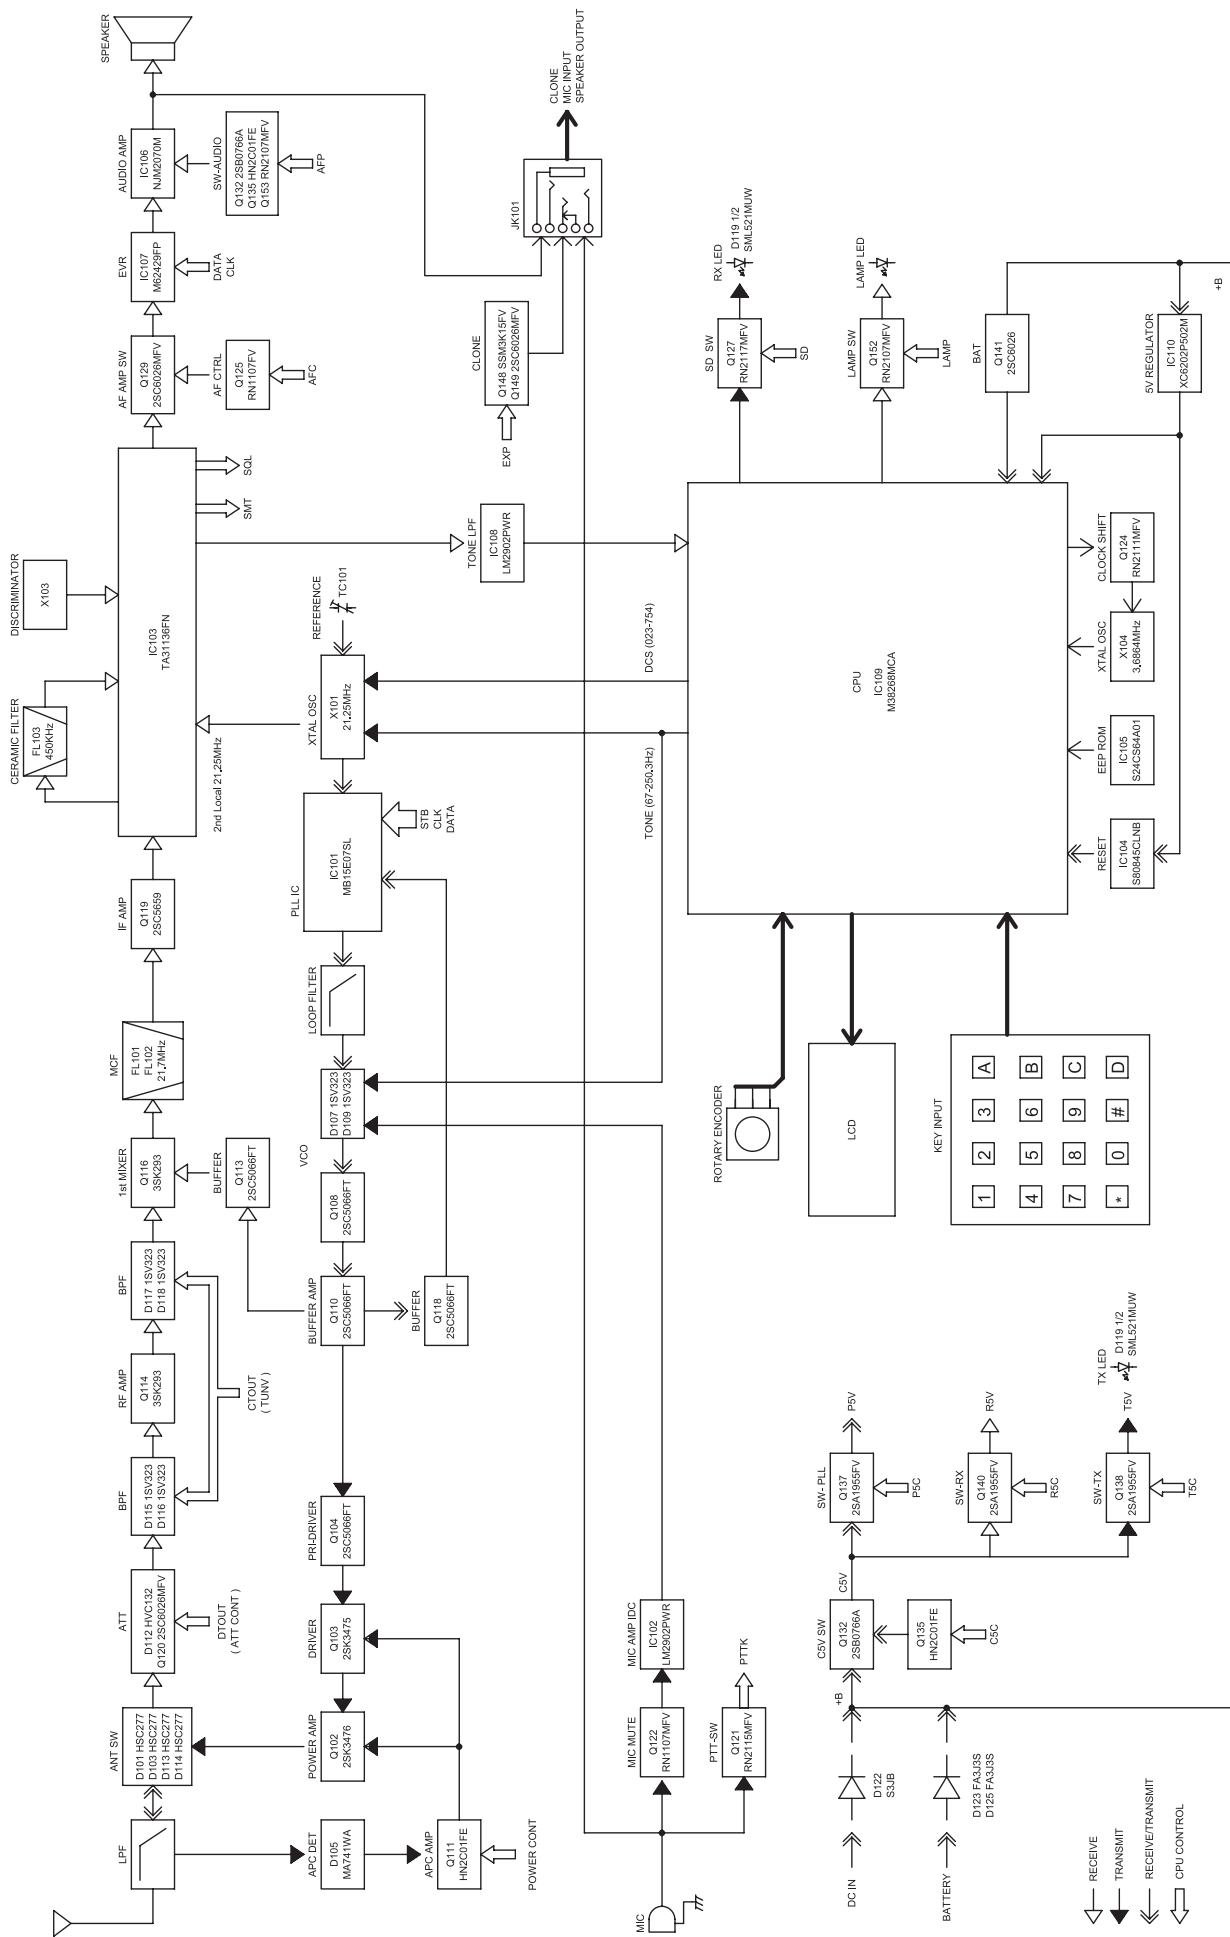 SPEAKER
AUDIO AMP
IC106
NJM2070M
SW-AUDIO
Q132 2SB0766A
Q135 HN2C01FE
Q153 RN2107MFV
AFP
EVR
IC107
M62429FP
DATA
CLK
AF AMP SW
Q129
2SC6026MFV
AF CTRL
Q125
RN1107FV
AFC
DISCRIMINATOR
X103
CERAMIC FILTER
FL103
450KHz
IC103
TA31136FN
SQL
SMT
2nd Local 21.25MHz
IF AMP
Q119
2SC5659
MCF
FL101
FL102
21.7MHz
1st MIXER
Q116
3SK293
BUFFER
Q113
2SC5066FT
BPF
D117 1SV323
D118 1SV323
RF AMP
Q114
3SK293
CTOUT
( TUNV )
BPF
D115 1SV323
D116 1SV323
ATT
D112 HVC132
Q120 2SC6026MFV
DTOUT
( ATT CONT )
ANT SW
D101 HSC277
D103 HSC277
D113 HSC277
D114 HSC277
LPF
CLONE
MIC INPUT
SPEAKER OUTPUT
JK101
CLONE
Q148 SSM3K15FV
Q149 2SC6026MFV
EXP
TONE LPF
IC108
LM2902PWR
REFERENCE
TC101
XTAL OSC
X101
21.25MHz
PLL IC
IC101
MB15E07SL
STB
CLK
DATA
LOOP FILTER
VCO
D107 1SV323
D109 1SV323
Q108
2SC5066FT
BUFFER AMP
Q110
2SC5066FT
BUFFER
Q118
2SC5066FT
PRI-DRIVER
Q104
2SC5066FT
DRIVER
Q103
2SK3475
POWER AMP
Q102
2SK3476
APC DET
D105
MA741WA
APC AMP
Q111
HN2C01FE
POWER CONT
DCS (023-754)
TONE (67-250.3Hz)
RX LED
D119 1/2
SML521MUW
SD SW
Q127
RN2117MFV
SD
LAMP LED
LAMP SW
Q152
RN2107MFV
LAMP
BAT
Q141
2SC6026
+B
5V REGULATOR
IC110
XC6202P502M
CPU
IC109
M38268MCA
CLOCK SHIFT
Q124
RN2111MFV
XTAL OSC
X104
3.6864MHz
EEP ROM
IC105
S24CS64A01
RESET
IC104
S80845CLNB
ROTARY ENCODER
LCD
KEY INPUT
1 2 3 A
4 5 6 B
7 8 9 C
* 0 # D
MIC AMP IDC
IC102
LM2902PWR
MIC MUTE
Q122
RN1107MFV
PTTK
PTT-SW
Q121
RN2115MFV
MIC
P5V
SW- PLL
Q137
2SA1955FV
P5C
R5V
SW-RX
Q140
2SA1955FV
R5C
TX LED
D119 1/2
SML521MUW
T5V
SW-TX
Q138
2SA1955FV
T5C
C5V
C5V SW
Q132
2SB0766A
Q135
HN2C01FE
C5C
+B
D122
S3JB
D123 FA3J3S
D125 FA3J3S
DC IN
BATTERY
RECEIVE
TRANSMIT
RECEIVE/TRANSMIT
CPU CONTROL